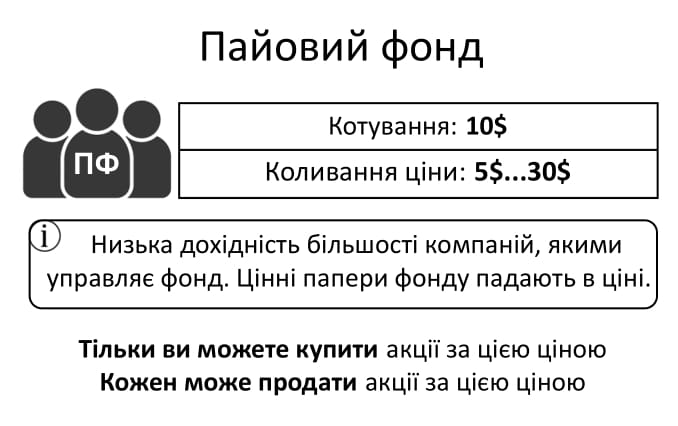 Пайовий фонд
ПФ
Котування: 10$
Коливання ціни: 5$...30$
i
Низька дохідність більшості компаній, якими
управляє фонд. Цінні папери фонду падають в ціні.
Тільки ви можете купити акції за цією ціною
Кожен може продати акції за цією ціною